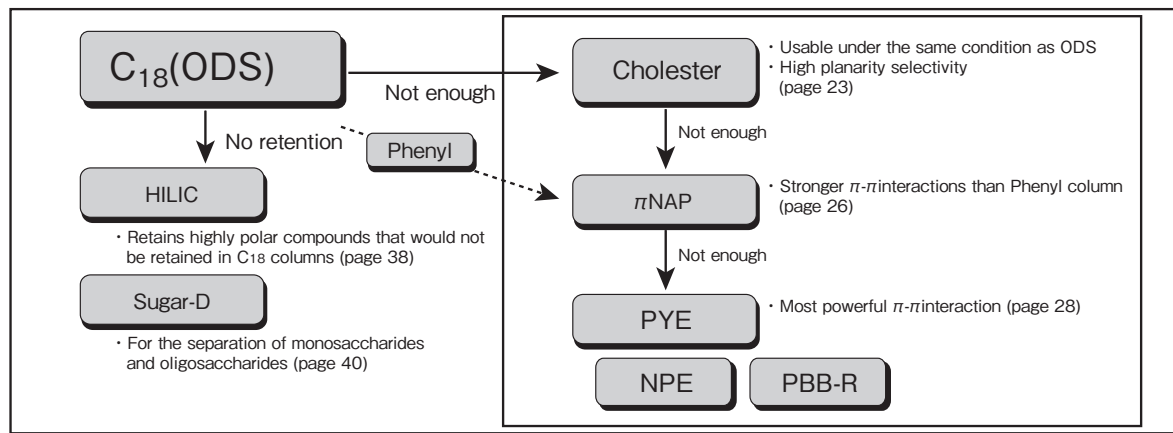 C18(ODS)
Not enough
No retention
Phenyl
HILIC
・Retains highly polar compounds that would not
be retained in C18 columns (page 38)
Sugar-D
・For the separation of monosaccharides
and oligosaccharides (page 40)
Cholester
・Usable under the same condition as ODS
・High planarity selectivity
(page 23)
Not enough
πNAP
・Stronger π-πinteractions than Phenyl column
(page 26)
Not enough
PYE
・Most powerful π-πinteraction (page 28)
NPE
PBB-R